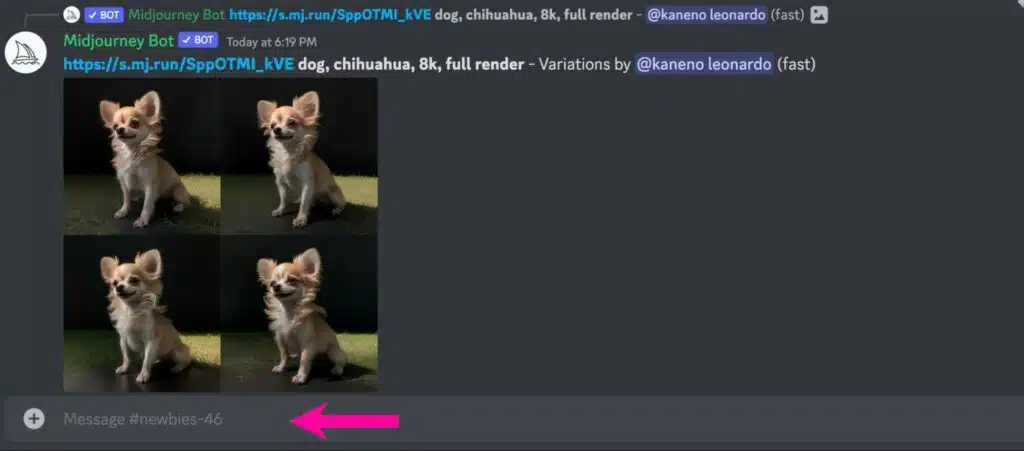 ✓ BOT Midjourney Bot https://s.mj.run/SppOTMI_kVE dog, chihuahua, 8k, full render - @kaneno leonardo (fast)
Midjourney Bot ✓ BOT Today at 6:19 PM
https://s.mj.run/SppOTMI_kVE dog, chihuahua, 8k, full render - Variations by @kaneno leonardo (fast)
Message #newbies-46